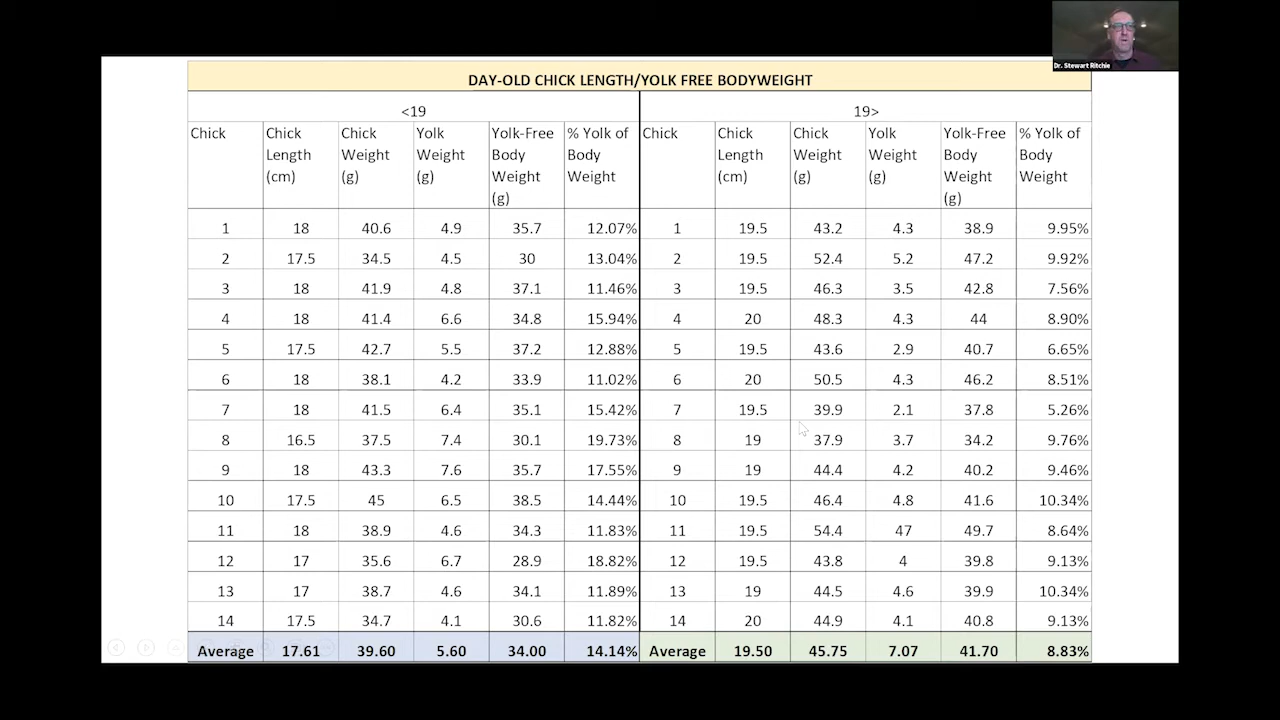 Dr. Stewart Ritchie
DAY-OLD CHICK LENGTH/YOLK FREE BODYWEIGHT
<19 19>
Chick Chick Length (cm) Chick Weight (g) Yolk Weight (g) Yolk-Free Body Weight (g) % Yolk of Body Weight Chick Chick Length (cm) Chick Weight (g) Yolk Weight (g) Yolk-Free Body Weight (g) % Yolk of Body Weight
1 18 40.6 4.9 35.7 12.07% 1 19.5 43.2 4.3 38.9 9.95%
2 17.5 34.5 4.5 30 13.04% 2 19.5 52.4 5.2 47.2 9.92%
3 18 41.9 4.8 37.1 11.46% 3 19.5 46.3 3.5 42.8 7.56%
4 18 41.4 6.6 34.8 15.94% 4 20 48.3 4.3 44 8.90%
5 17.5 42.7 5.5 37.2 12.88% 5 19.5 43.6 2.9 40.7 6.65%
6 18 38.1 4.2 33.9 11.02% 6 20 50.5 4.3 46.2 8.51%
7 18 41.5 6.4 35.1 15.42% 7 19.5 39.9 2.1 37.8 5.26%
8 16.5 37.5 7.4 30.1 19.73% 8 19 37.9 3.7 34.2 9.76%
9 18 43.3 7.6 35.7 17.55% 9 19 44.4 4.2 40.2 9.46%
10 17.5 45 6.5 38.5 14.44% 10 19.5 46.4 4.8 41.6 10.34%
11 18 38.9 4.6 34.3 11.83% 11 19.5 54.4 47 49.7 8.64%
12 17 35.6 6.7 28.9 18.82% 12 19.5 43.8 4 39.8 9.13%
13 17 38.7 4.6 34.1 11.89% 13 19 44.5 4.6 39.9 10.34%
14 17.5 34.7 4.1 30.6 11.82% 14 20 44.9 4.1 40.8 9.13%
Average 17.61 39.60 5.60 34.00 14.14% Average 19.50 45.75 7.07 41.70 8.83%